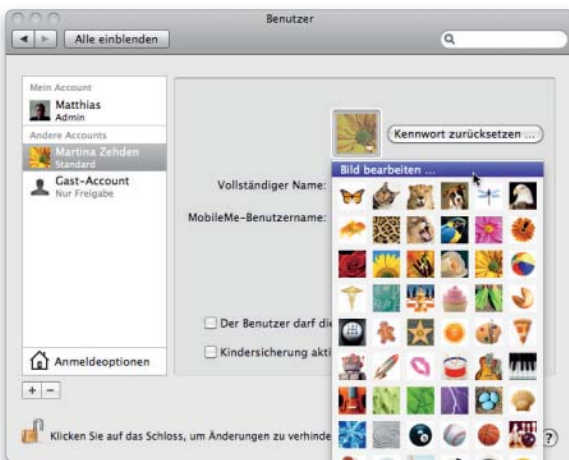 Benutzer
Alle einblenden
Mein Account
Matthias
Admin
Andere Accounts
Martina Zehden
Standard
Gast-Account
Nur Freigabe
Anmeldeoptionen
Kennwort zurücksetzen ...
Bild bearbeiten ...
Vollständiger Name:
MobileMe-Benutzername:
Der Benutzer darf die
Kindersicherung akti
Klicken Sie auf das Schloss, um Änderungen zu verhinde